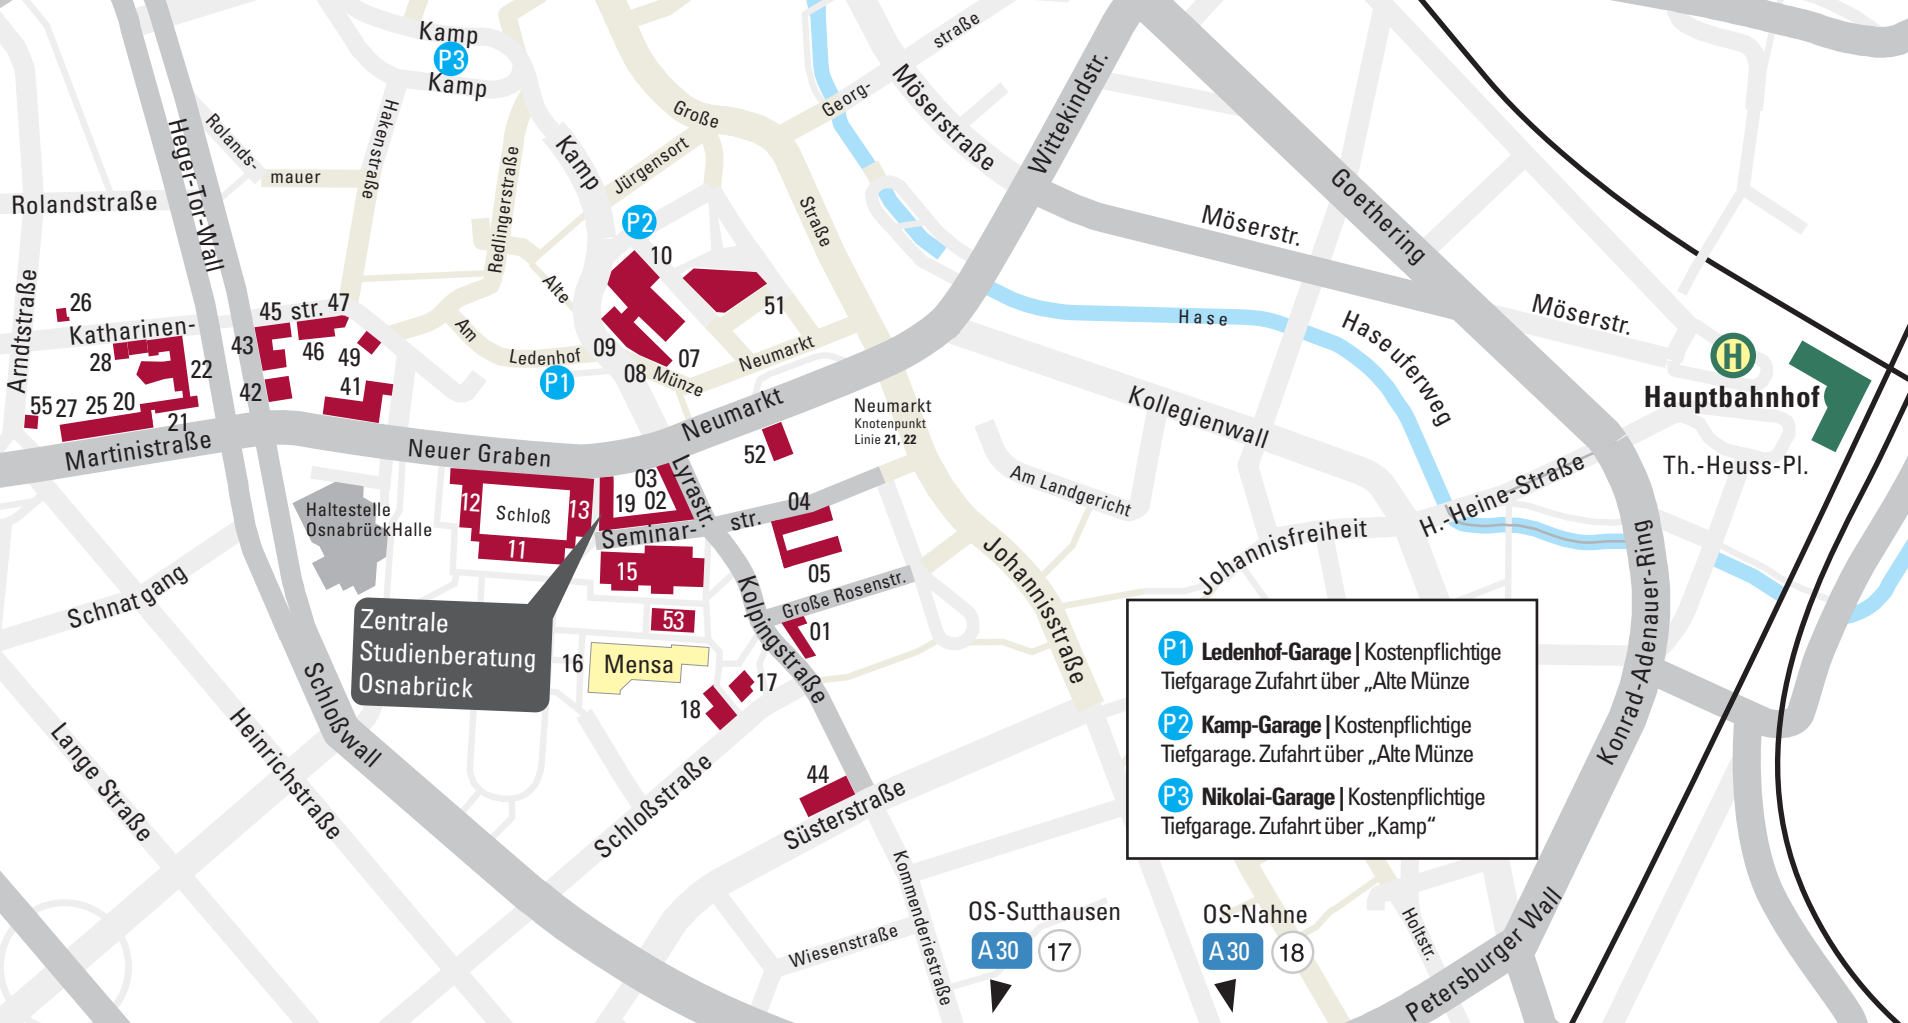 Kamp
P3
Kamp
Große
Georg-
straße
Möserstraße
Wittekindstr.
Heger-Tor-Wall
Rolands-
mauer
Hakenstraße
Redlingerstraße
Kamp
Jürgensort
Straße
Goethering
Rolandstraße
P2
Möserstr.
10
Möserstr.
Arndtstraße
26
Katharinen-
45
str.
47
43
46
49
28
22
Alte
Am
Ledenhof
P1
09
08
07
51
Münze
Neumarkt
Hase
Haseuferweg
H
Hauptbahnhof
Th.-Heuss-Pl.
55
27
25
20
21
42
41
Martinistraße
Neuer Graben
Neumarkt
Neumarkt
Knotenpunkt
Linie 21, 22
Kollegienwall
52
Am Landgericht
H.-Heine-Straße
Haltestelle
OsnabrückHalle
12
Schloß
13
11
03
19
02
Lyrastr.
Seminar-
str.
04
05
15
53
Johannisfreiheit
Johannisstraße
Konrad-Adenauer-Ring
Schnatgang
Zentrale
Studienberatung
Osnabrück
16
Mensa
Kolpingstraße
Große Rosenstr.
01
17
18
Schloßwall
Lange Straße
Heinrichstraße
Schloßstraße
44
Süsterstraße
Kommenderiestraße
Wiesenstraße
P1 Ledenhof-Garage | Kostenpflichtige
Tiefgarage Zufahrt über „Alte Münze
P2 Kamp-Garage | Kostenpflichtige
Tiefgarage. Zufahrt über „Alte Münze
P3 Nikolai-Garage | Kostenpflichtige
Tiefgarage. Zufahrt über „Kamp“
OS-Sutthausen
A30 17
OS-Nahne
A30 18
Holtstr.
Petersburger Wall